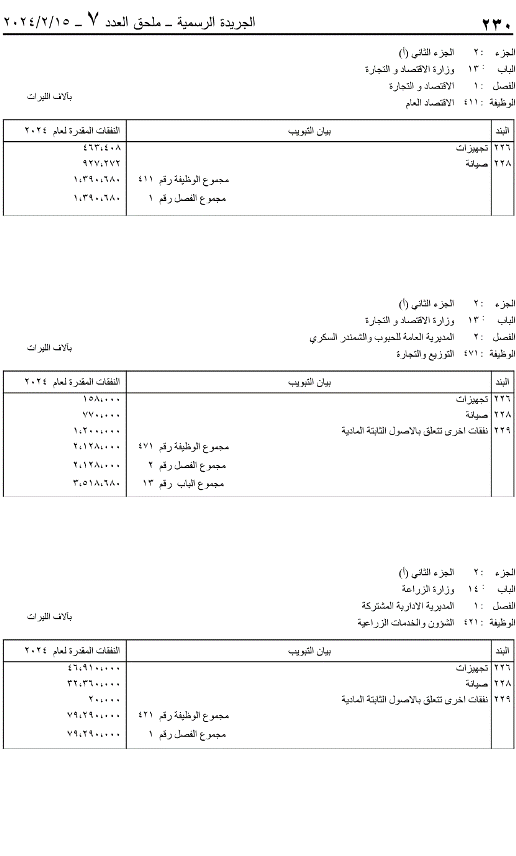 ٢٣٠ الجريدة الرسمية – ملحق العدد ٧ – ٢٠٢٤/٢/١٥
الجزء : ٢ الجزء الثاني (أ)
الباب : ١٣ وزارة الاقتصاد و التجارة
الفصل : ١ الاقتصاد و التجارة
الوظيفة : ٤١١ الاقتصاد العام
بآلاف الليرات
البند بيان التبويب النفقات المقدرة لعام ٢٠٢٤
٢٢٦ تجهيزات ٤٦٣،٤٠٨
٢٢٨ صيانة ٩٢٧،٢٧٢
مجموع الوظيفة رقم ٤١١ ١،٣٩٠،٦٨٠
مجموع الفصل رقم ١ ١،٣٩٠،٦٨٠
الجزء : ٢ الجزء الثاني (أ)
الباب : ١٣ وزارة الاقتصاد و التجارة
الفصل : ٢ المديرية العامة للحبوب والشمندر السكري
الوظيفة : ٤٧١ التوزيع والتجارة
بآلاف الليرات
البند بيان التبويب النفقات المقدرة لعام ٢٠٢٤
٢٢٦ تجهيزات ١٥٨،٠٠٠
٢٢٨ صيانة ٧٧٠،٠٠٠
٢٢٩ نفقات اخرى تتعلق بالاصول الثابتة المادية ١،٢٠٠،٠٠٠
مجموع الوظيفة رقم ٤٧١ ٢،١٢٨،٠٠٠
مجموع الفصل رقم ٢ ٢،١٢٨،٠٠٠
مجموع الباب رقم ١٣ ٣،٥١٨،٦٨٠
الجزء : ٢ الجزء الثاني (أ)
الباب : ١٤ وزارة الزراعة
الفصل : ١ المديرية الادارية المشتركة
الوظيفة : ٤٢١ الشؤون والخدمات الزراعية
بآلاف الليرات
البند بيان التبويب النفقات المقدرة لعام ٢٠٢٤
٢٢٦ تجهيزات ٤٦،٩١٠،٠٠٠
٢٢٨ صيانة ٣٢،٣٦٠،٠٠٠
٢٢٩ نفقات اخرى تتعلق بالاصول الثابتة المادية ٢٠،٠٠٠
مجموع الوظيفة رقم ٤٢١ ٧٩،٢٩٠،٠٠٠
مجموع الفصل رقم ١ ٧٩،٢٩٠،٠٠٠